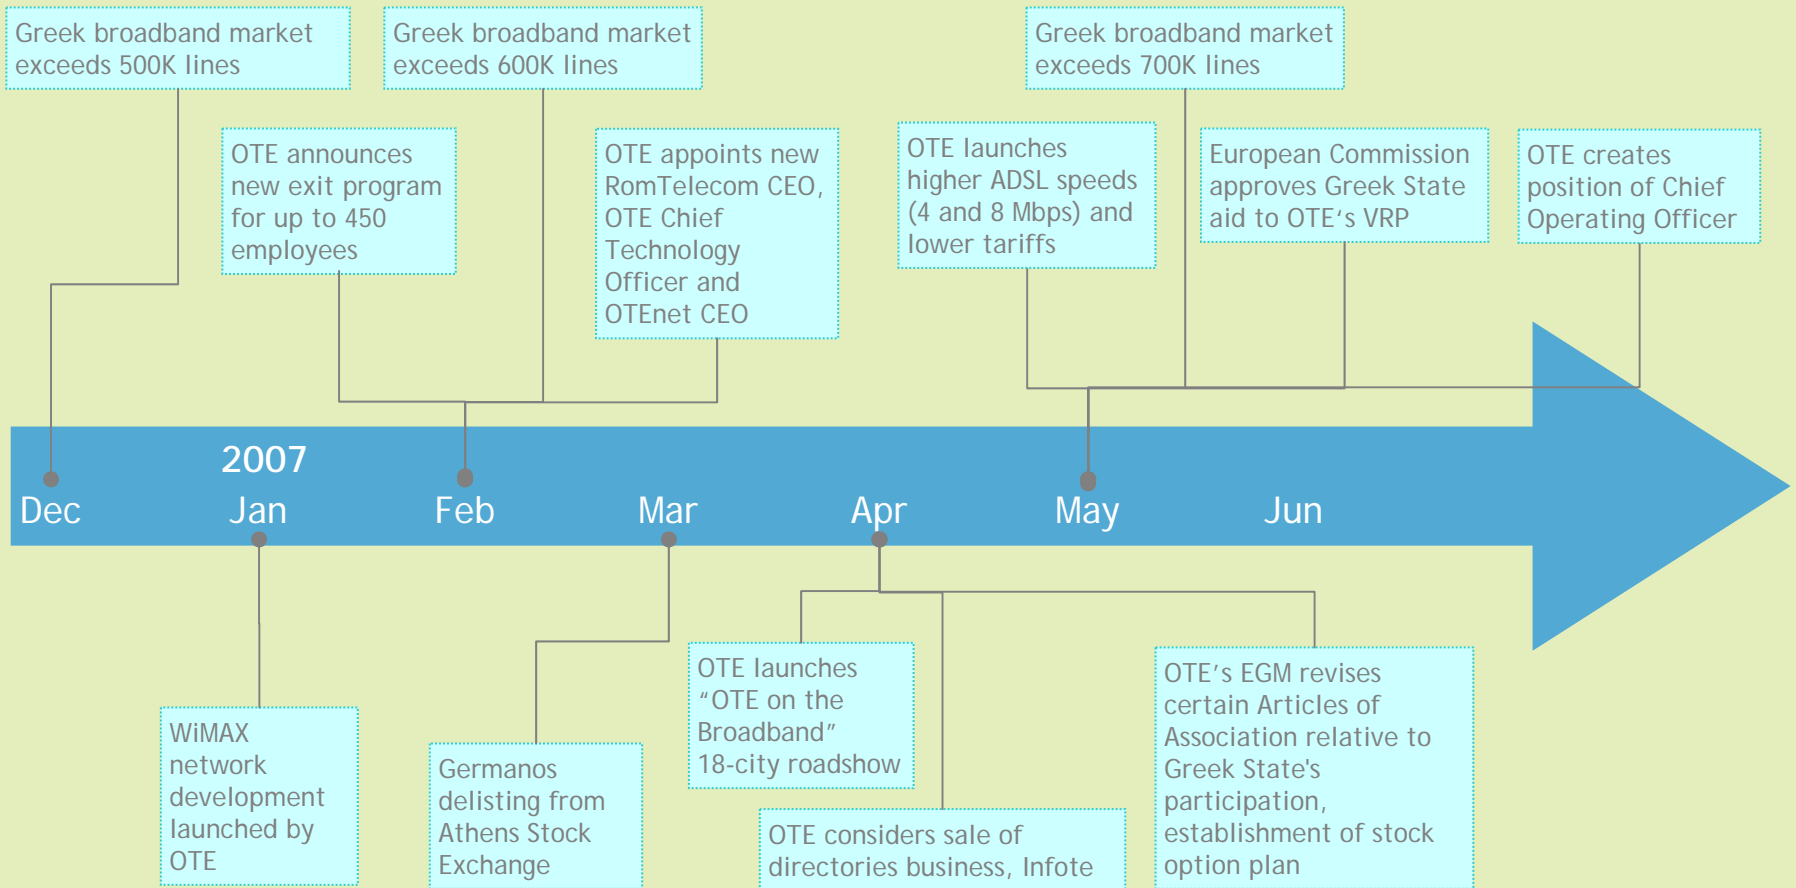 Greek broadband market
exceeds 500K lines
Greek broadband market
exceeds 600K lines
Greek broadband market
exceeds 700K lines
OTE announces
new exit program
for up to 450
employees
OTE appoints new
RomTelecom CEO,
OTE Chief
Technology
Officer and
OTEnet CEO
OTE launches
higher ADSL speeds
(4 and 8 Mbps) and
lower tariffs
European Commission
approves Greek State
aid to OTE‘s VRP
OTE creates
position of Chief
Operating Officer
2007
Dec Jan Feb Mar Apr May Jun
WiMAX
network
development
launched by
OTE
Germanos
delisting from
Athens Stock
Exchange
OTE launches
“OTE on the
Broadband”
18-city roadshow
OTE considers sale of
directories business, Infote
OTE’s EGM revises
certain Articles of
Association relative to
Greek State's
participation,
establishment of stock
option plan